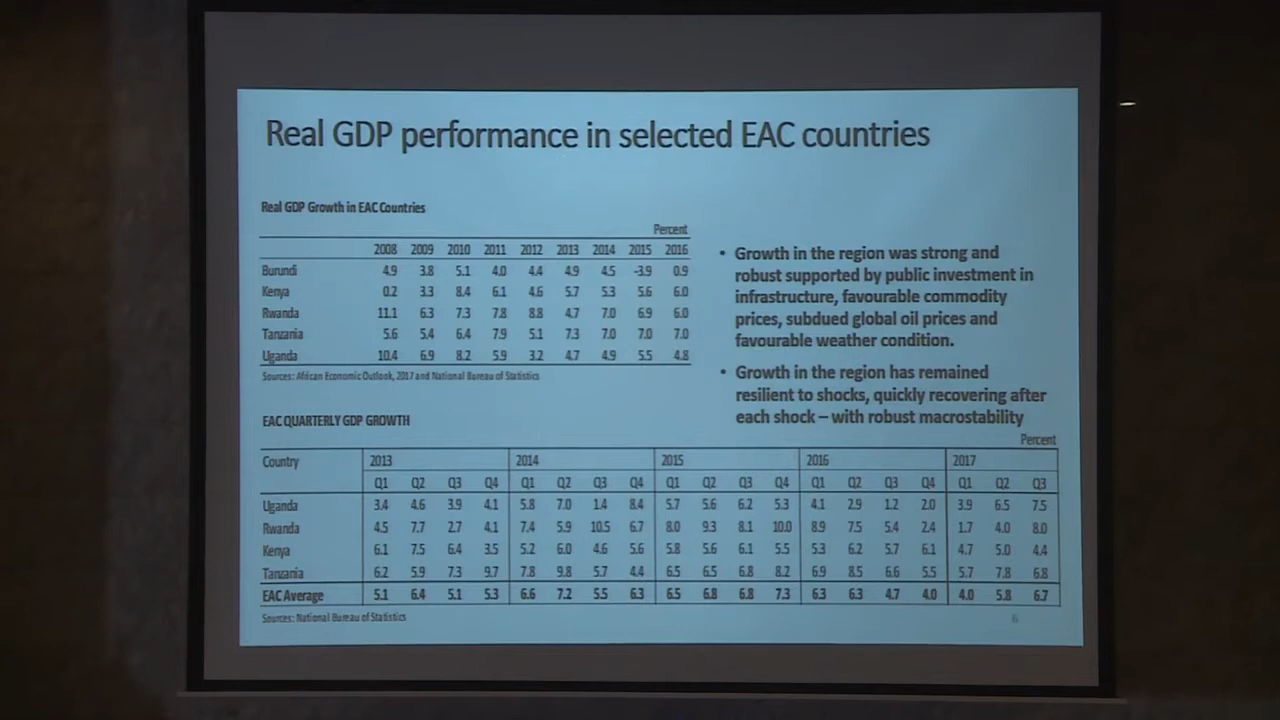 Real GDP performance in selected EAC countries
Real GDP Growth in EAC Countries
Percent
2008 2009 2010 2011 2012 2013 2014 2015 2016
Burundi 4.9 3.8 5.1 4.0 4.4 4.9 4.5 -3.9 0.9
Kenya 0.2 3.3 8.4 6.1 4.6 5.7 5.3 5.6 6.0
Rwanda 11.1 6.3 7.3 7.8 8.8 4.7 7.0 6.9 6.0
Tanzania 5.6 5.4 6.4 7.9 5.1 7.3 7.0 7.0 7.0
Uganda 10.4 6.9 8.2 5.9 3.2 4.7 4.9 5.5 4.8
Sources: African Economic Outlook, 2017 and National Bureau of Statistics
• Growth in the region was strong and
robust supported by public investment in
infrastructure, favourable commodity
prices, subdued global oil prices and
favourable weather condition.
• Growth in the region has remained
resilient to shocks, quickly recovering after
each shock – with robust macrostability
EAC QUARTERLY GDP GROWTH
Percent
Country 2013 2014 2015 2016 2017
Q1 Q2 Q3 Q4 Q1 Q2 Q3 Q4 Q1 Q2 Q3 Q4 Q1 Q2 Q3 Q4 Q1 Q2 Q3
Uganda 3.4 4.6 3.9 4.1 5.8 7.0 1.4 8.4 5.7 5.6 6.2 5.3 4.1 2.9 1.2 2.0 3.9 6.5 7.5
Rwanda 4.5 7.7 2.7 4.1 7.4 5.9 10.5 6.7 8.0 9.3 8.1 10.0 8.9 7.5 5.4 2.4 1.7 4.0 8.0
Kenya 6.1 7.5 6.4 3.5 5.2 6.0 4.6 5.6 5.8 5.6 6.1 5.5 5.3 6.2 5.7 6.1 4.7 5.0 4.4
Tanzania 6.2 5.9 7.3 9.7 7.8 9.8 5.7 4.4 6.5 6.5 6.8 8.2 6.9 8.5 6.6 5.5 5.7 7.8 6.8
EAC Average 5.1 6.4 5.1 5.3 6.6 7.2 5.5 6.3 6.5 6.8 6.8 7.3 6.3 6.3 4.7 4.0 4.0 5.8 6.7
Sources: National Bureau of Statistics
6